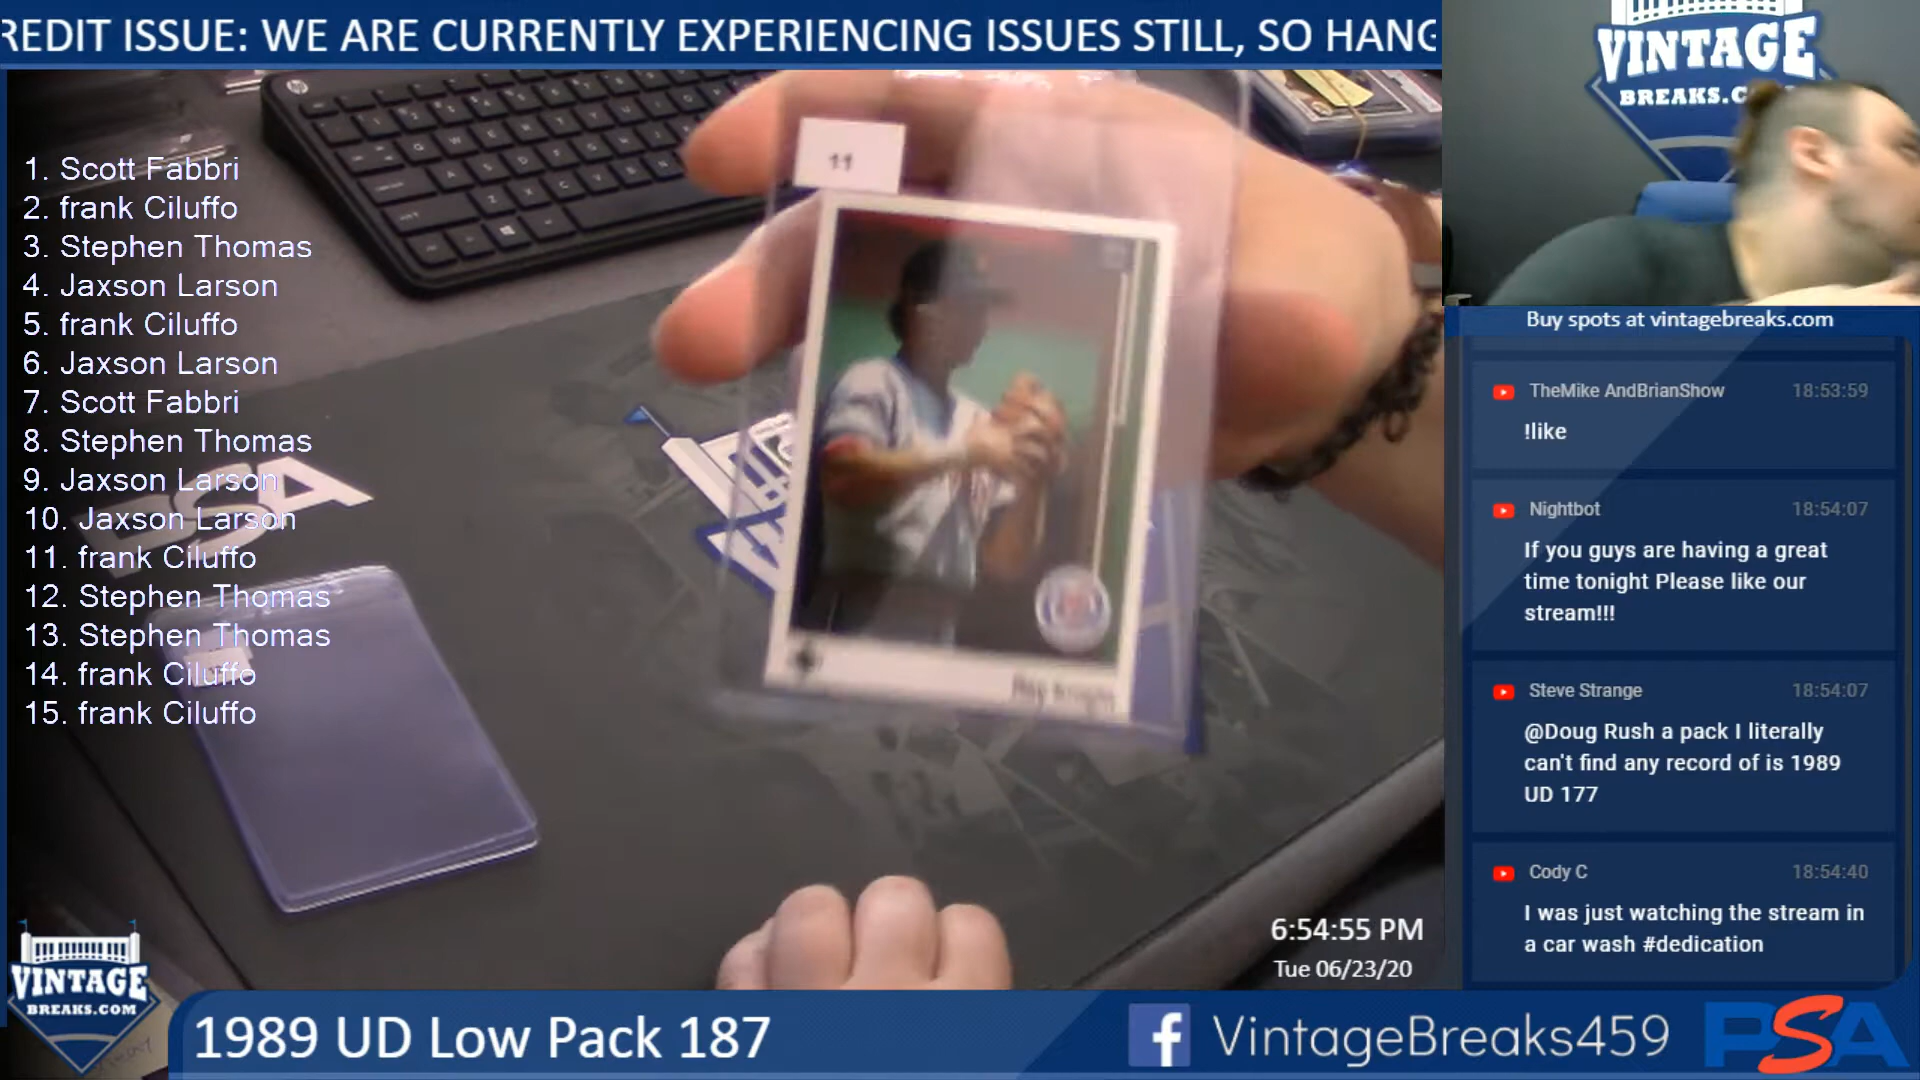 REDIT ISSUE: WE ARE CURRENTLY EXPERIENCING ISSUES STILL, SO HANG
VINTAGE
BREAKS.C
1. Scott Fabbri
2. frank Ciluffo
3. Stephen Thomas
4. Jaxson Larson
5. frank Ciluffo
6. Jaxson Larson
7. Scott Fabbri
8. Stephen Thomas
9. Jaxson Larson
10. Jaxson Larson
11. frank Ciluffo
12. Stephen Thomas
13. Stephen Thomas
14. frank Ciluffo
15. frank Ciluffo
11
PSA
Ray Knight
Buy spots at vintagebreaks.com
TheMike AndBrianShow 18:53:59
!like
Nightbot 18:54:07
If you guys are having a great
time tonight Please like our
stream!!!
Steve Strange 18:54:07
@Doug Rush a pack I literally
can't find any record of is 1989
UD 177
Cody C 18:54:40
I was just watching the stream in
a car wash #dedication
6:54:55 PM
Tue 06/23/20
VINTAGE
BREAKS.COM
1989 UD Low Pack 187
f VintageBreaks459
PSA